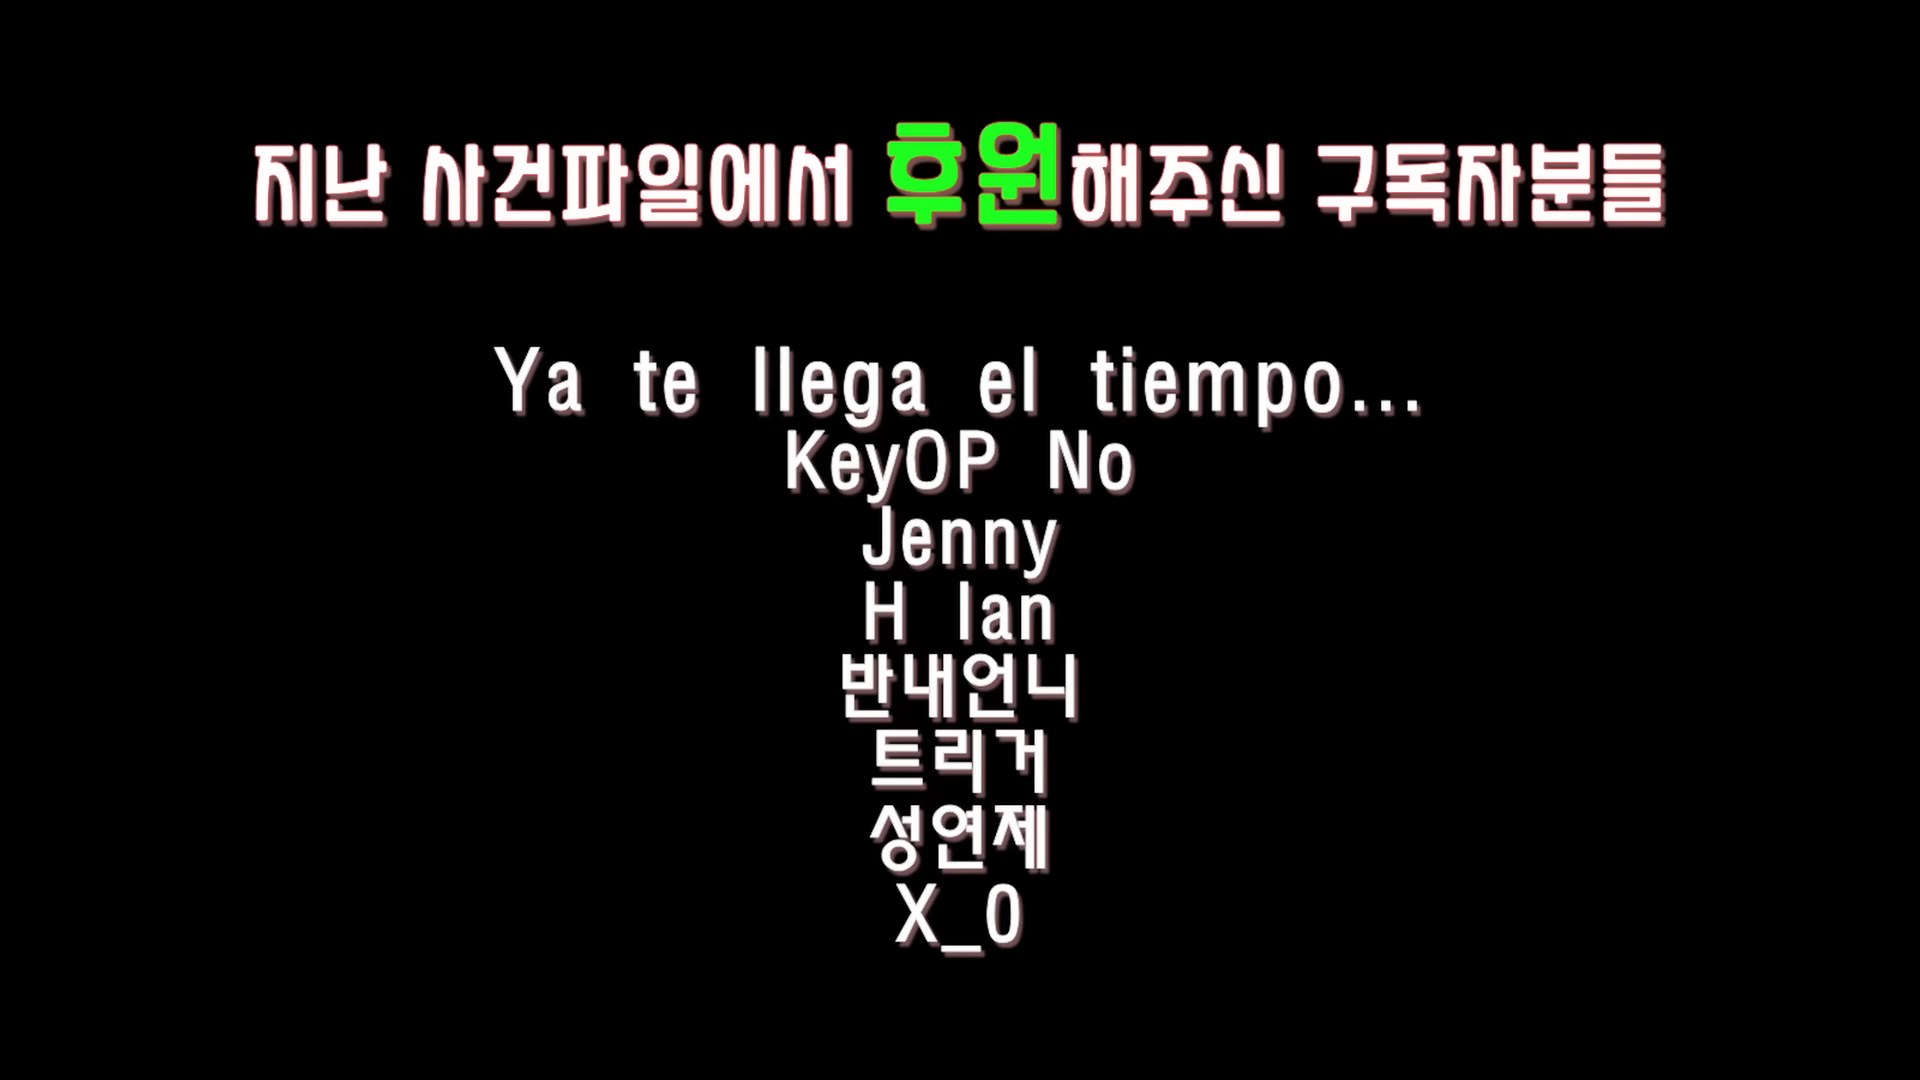 지난 사건파일에서 후원해주신 구독자분들
Ya te llega el tiempo...
KeyOP No
Jenny
H Ian
반내언니
트리거
성연제
X_0